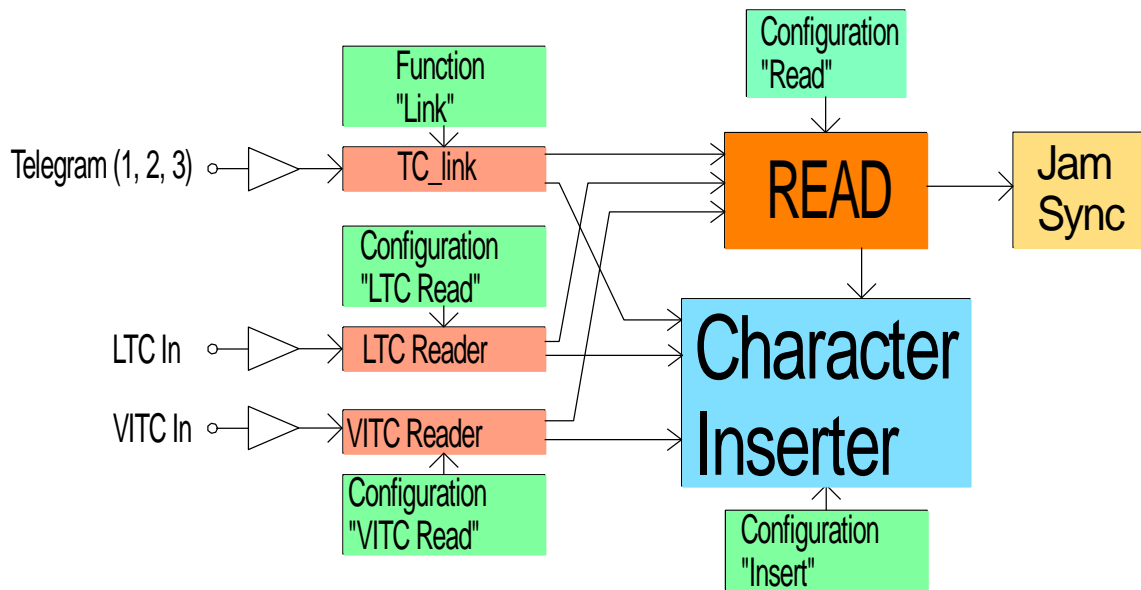 Configuration
"Read"
Function
"Link"
Telegram (1, 2, 3)
TC_link
READ
Jam
Sync
Configuration
"LTC Read"
LTC In
LTC Reader
Character
Inserter
VITC In
VITC Reader
Configuration
"VITC Read"
Configuration
"Insert"